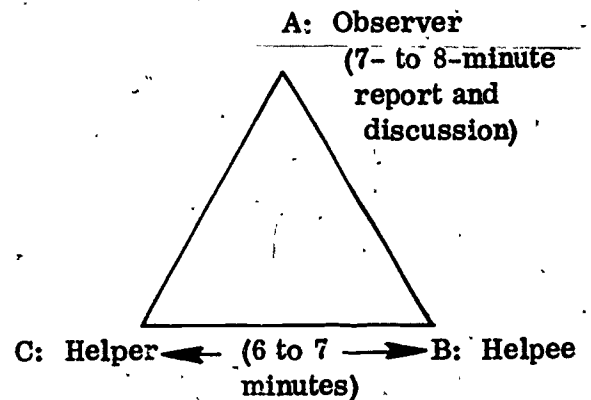 A: Observer
(7- to 8-minute
report and
discussion)
C: Helper (6 to 7 B: Helpee
minutes)